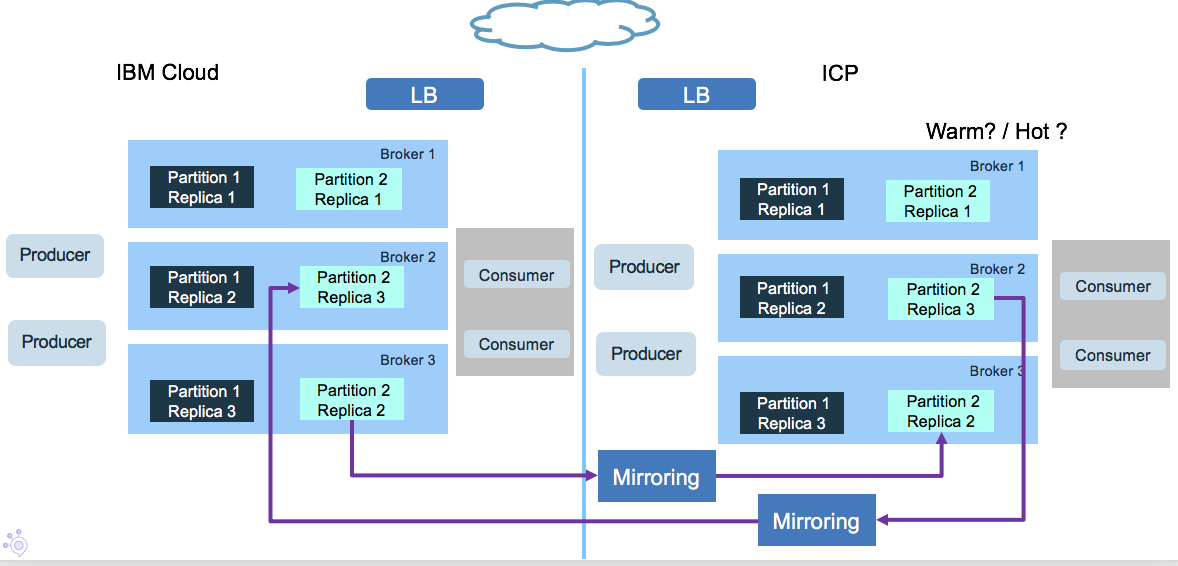 IBM Cloud
LB
Broker 1
Partition 1
Replica 1
Partition 2
Replica 1
Producer
Broker 2
Partition 1
Replica 2
Partition 2
Replica 3
Consumer
Producer
Consumer
Broker 3
Partition 1
Replica 3
Partition 2
Replica 2
ICP
LB
Warm? / Hot ?
Broker 1
Partition 1
Replica 1
Partition 2
Replica 1
Producer
Broker 2
Partition 1
Replica 2
Partition 2
Replica 3
Consumer
Producer
Consumer
Broker 3
Partition 1
Replica 3
Partition 2
Replica 2
Mirroring
Mirroring